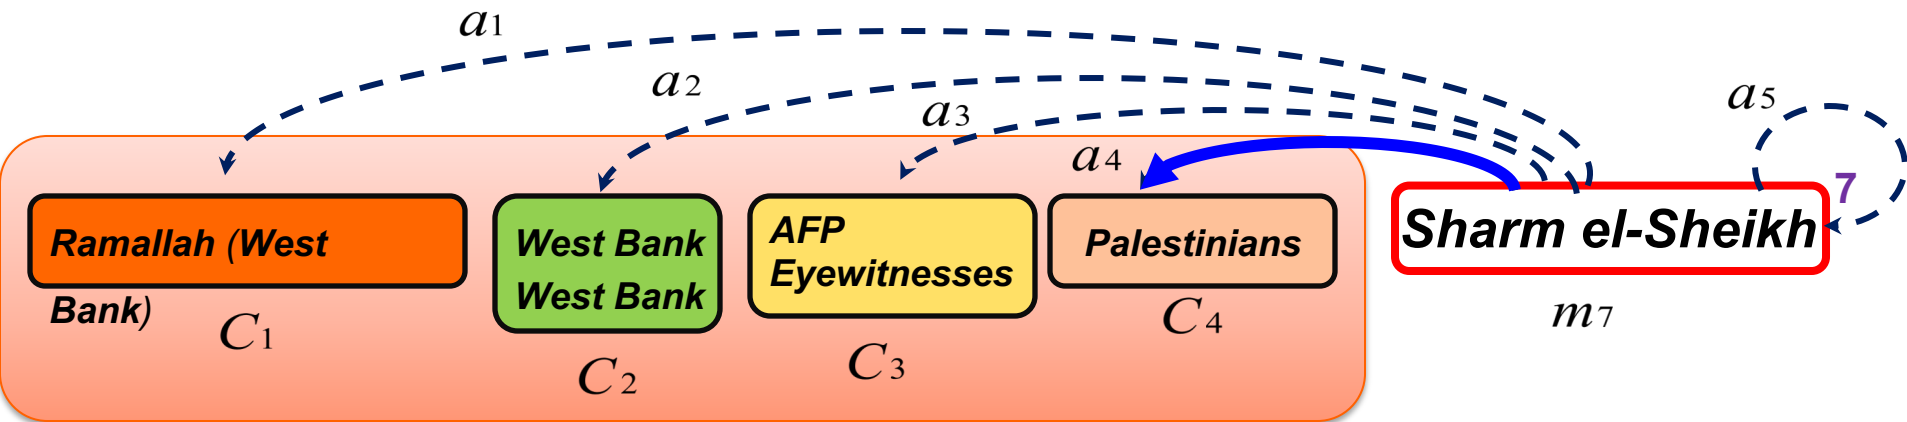 a1
a2
a3
a4
a5
7
Ramallah (West
Bank)
C1
West Bank
West Bank
C2
AFP
Eyewitnesses
C3
Palestinians
C4
Sharm el-Sheikh
m7